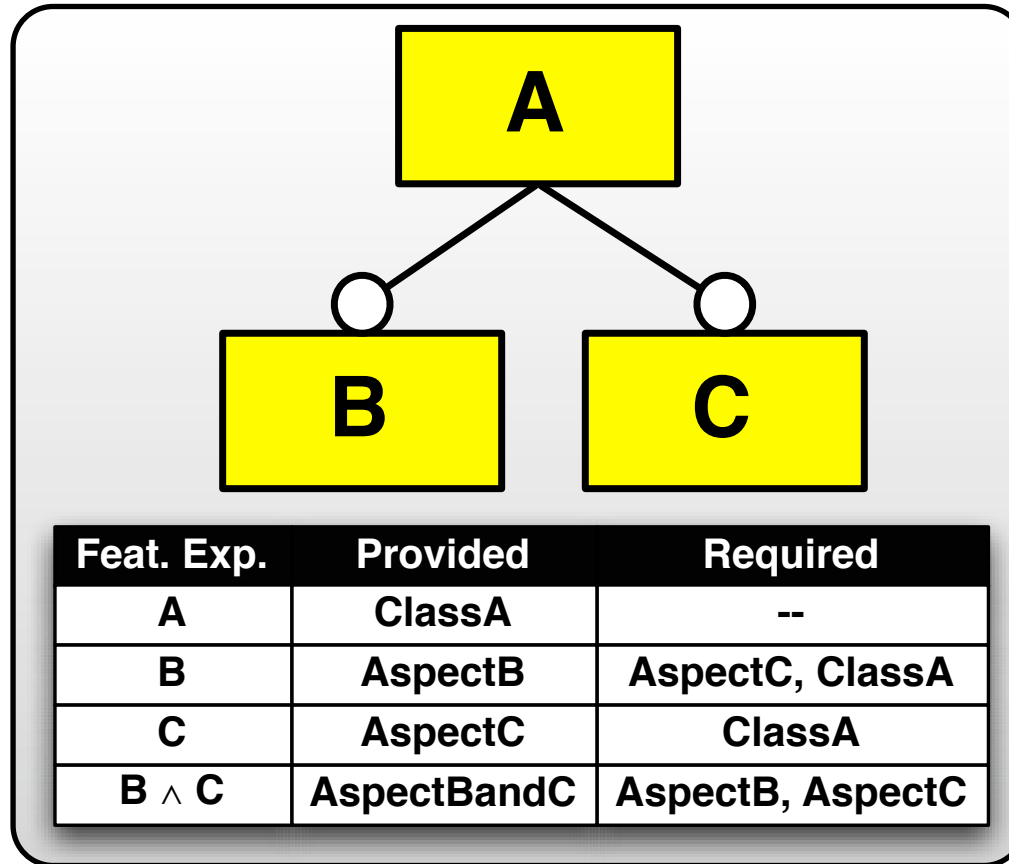 A
B C
Feat. Exp. Provided Required
A ClassA --
B AspectB AspectC, ClassA
C AspectC ClassA
B ∧ C AspectBandC AspectB, AspectC